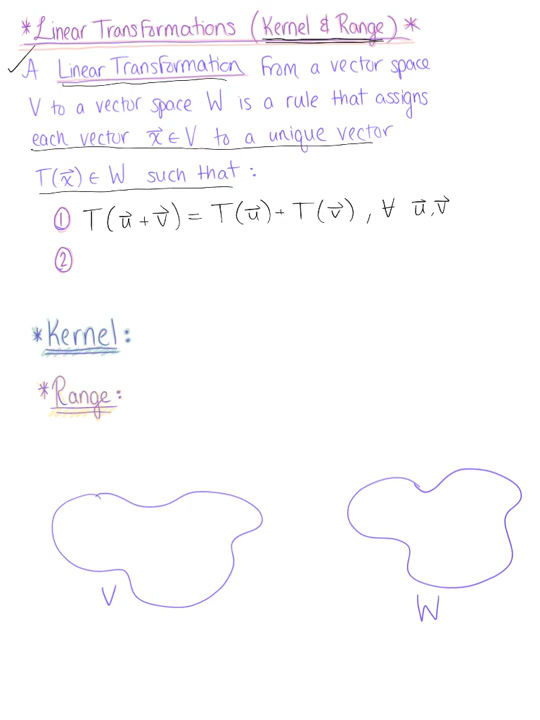 *Linear Transformations (Kernel & Range)*
A Linear Transformation from a vector space
V to a vector space W is a rule that assigns
each vector x⃗ ∈ V to a unique vector
T(x⃗) ∈ W such that :
① T(u⃗ + v⃗) = T(u⃗) + T(v⃗) , ∀ u⃗,v⃗
②
*Kernel:
*Range:
V
W